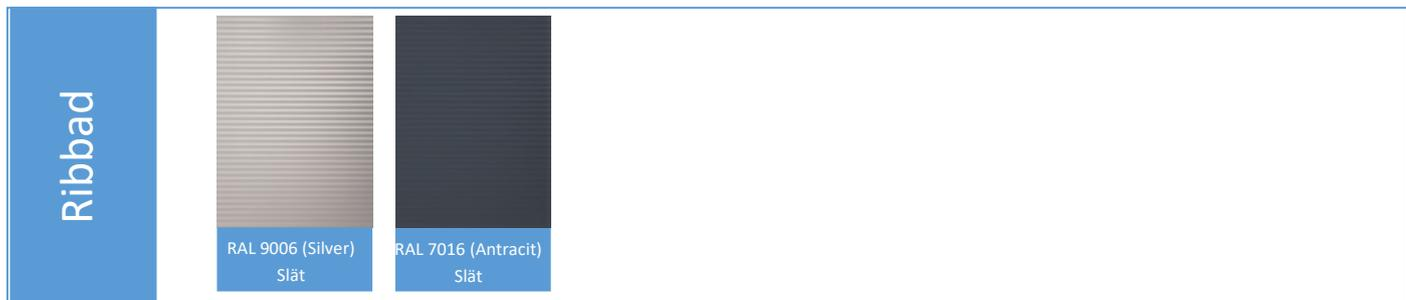 Ribbad
RAL 9006 (Silver)
Slät
RAL 7016 (Antracit)
Slät